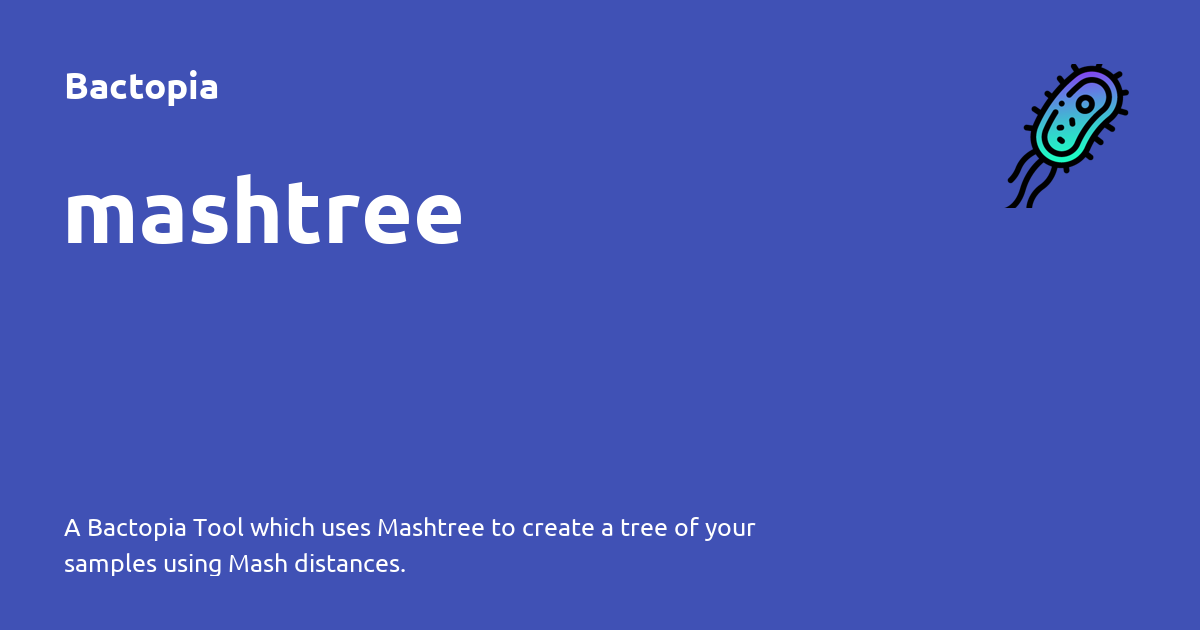 Bactopia
mashtree
A Bactopia Tool which uses Mashtree to create a tree of your
samples using Mash distances.